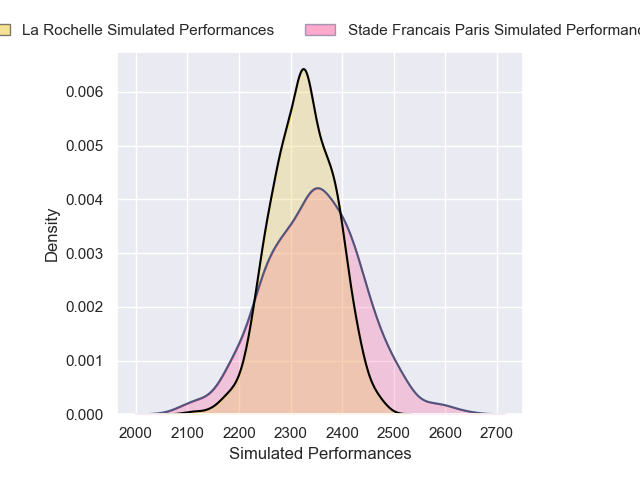 La Rochelle Simulated Performances
Stade Francais Paris Simulated
0.006
0.005
0.004
0.003
0.002
0.001
0.000
Density
2000 2100 2200 2300 2400 2500 2600 2700
Simulated Performances